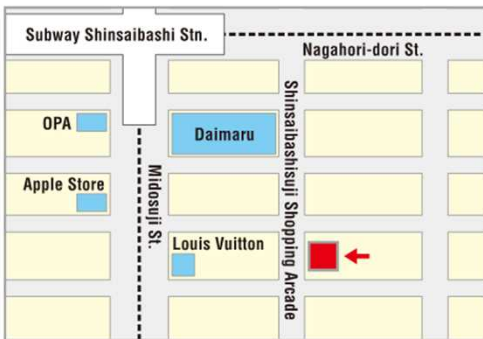 Subway Shinsaibashi Stn.
Nagahori-dori St.
OPA
Daimaru
Shinsaibashisuji Shopping Arcade
Apple Store
Midosuji St.
Louis Vuitton